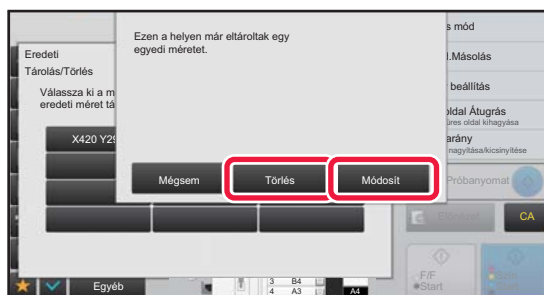 Ezen a helyen már eltároltak egy
egyedi méretet.
Mégsem
Törlés
Módosít
Eredeti
Tárolás/Törlés
Válassza ki a m
eredeti méret tá
X420 Y29
Egyéb
s mód
.Másolás
beállítás
oldal Átugrás
üres oldal kihagyása
arány
nagyítása/kicsinyítése
Próbanyomat
Előnézet
CA
F/F
Start
3 B4
4 A3
A4